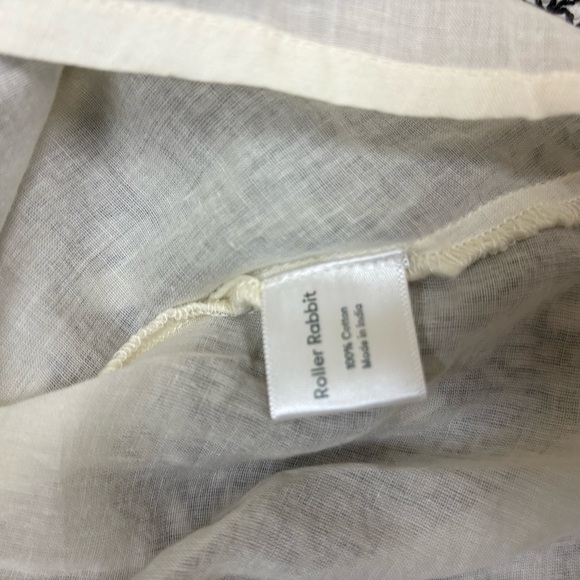 Roller Rabbit
100% Cotton
Made in India